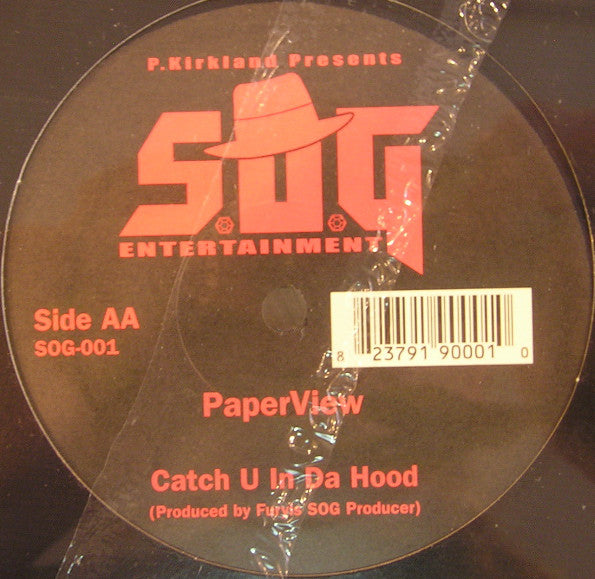 P.Kirkland Presents
S.O.G
ENTERTAINMENT
Side AA
SOG-001
8 23791 90001 0
PaperView
Catch U In Da Hood
(Produced by Furvis SOG Producer)